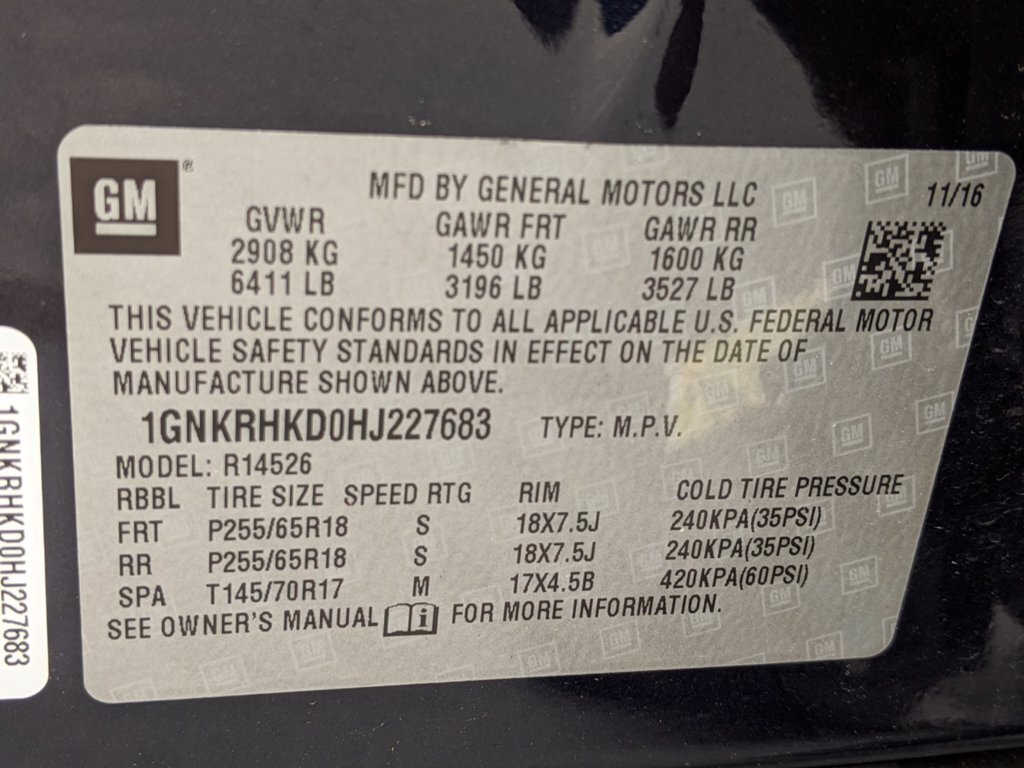 GM
MFD BY GENERAL MOTORS LLC 11/16
GVWR GAWR FRT GAWR RR
2908 KG 1450 KG 1600 KG
6411 LB 3196 LB 3527 LB
THIS VEHICLE CONFORMS TO ALL APPLICABLE U.S. FEDERAL MOTOR
VEHICLE SAFETY STANDARDS IN EFFECT ON THE DATE OF
MANUFACTURE SHOWN ABOVE.
1GNKRHKD0HJ227683 TYPE: M.P.V.
MODEL: R14526
RBBL TIRE SIZE SPEED RTG RIM COLD TIRE PRESSURE
FRT P255/65R18 S 18X7.5J 240KPA(35PSI)
RR P255/65R18 S 18X7.5J 240KPA(35PSI)
SPA T145/70R17 M 17X4.5B 420KPA(60PSI)
SEE OWNER'S MANUAL i FOR MORE INFORMATION.
1GNKRHKD0HJ227683